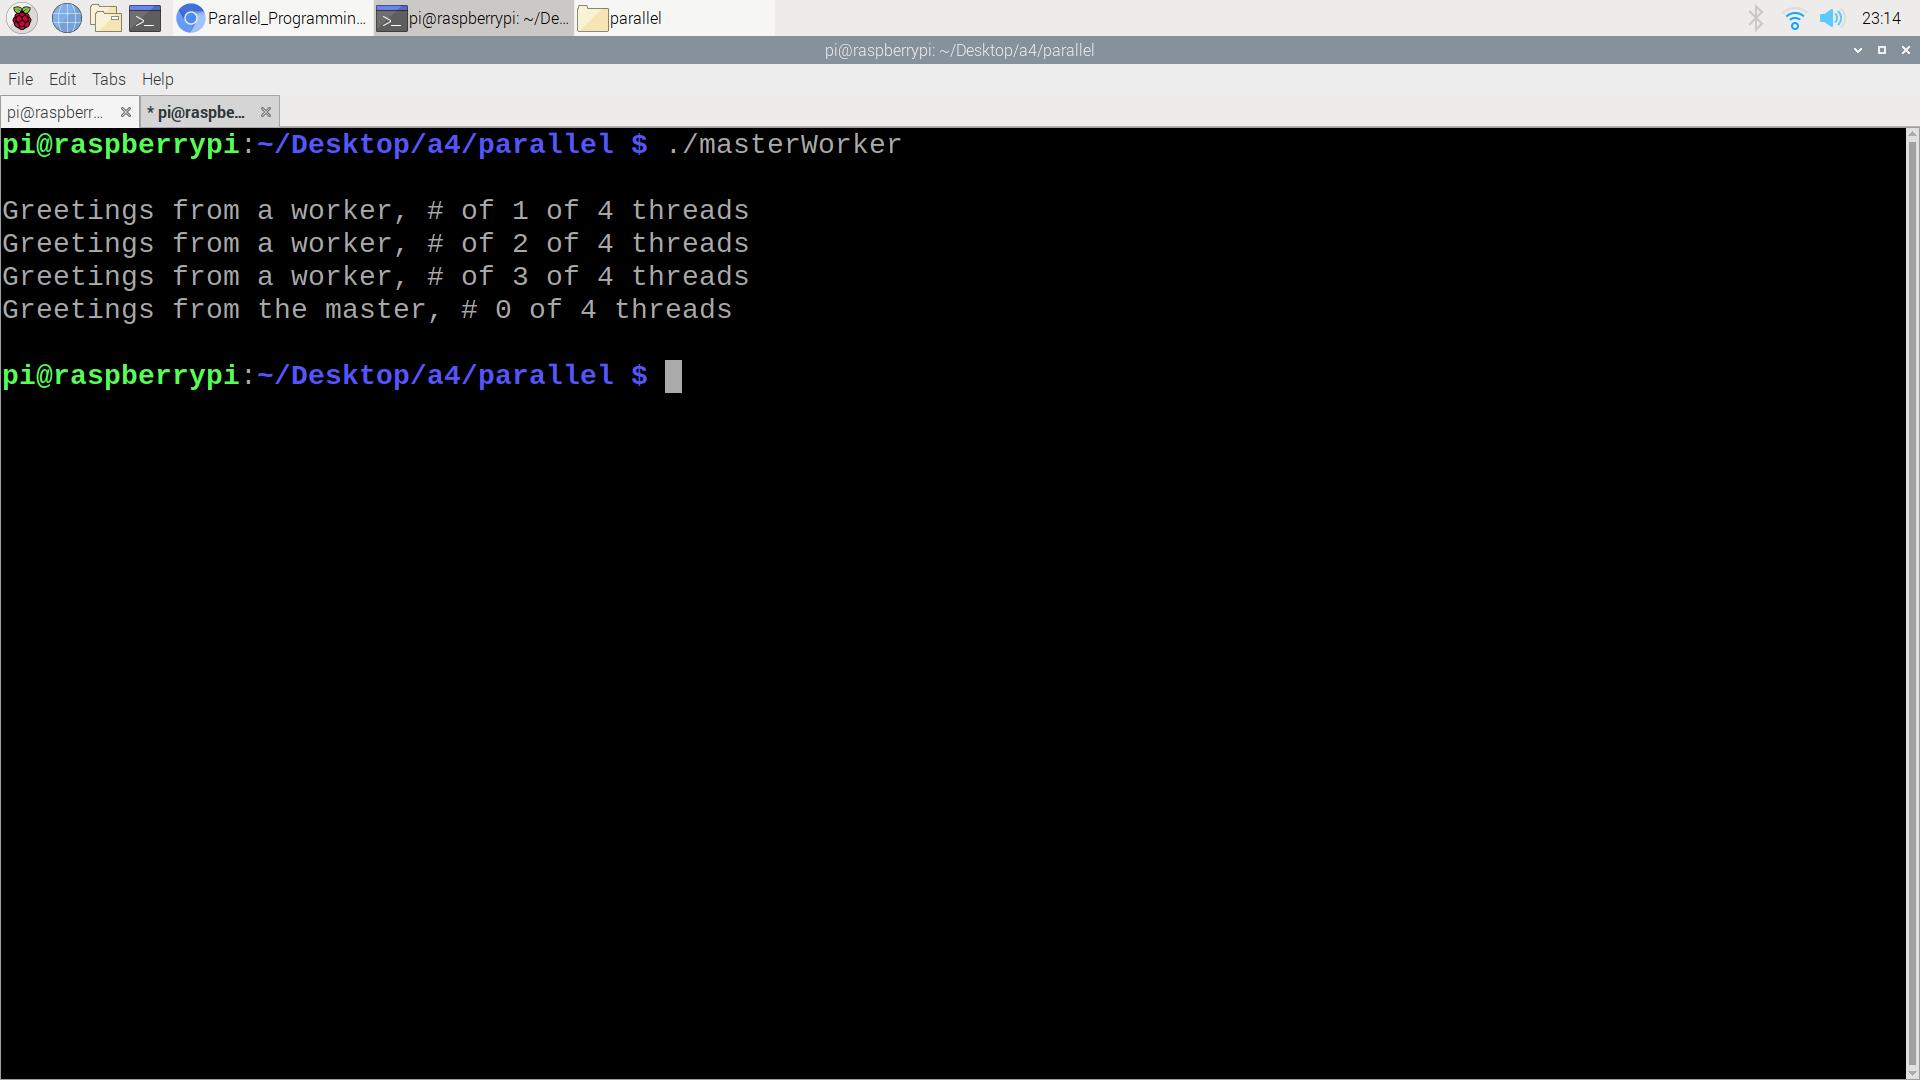 Parallel_Programmin...
pi@raspberrypi: ~/De...
parallel
23:14
pi@raspberrypi: ~/Desktop/a4/parallel
File Edit Tabs Help
pi@raspberr...
* pi@raspbe...
pi@raspberrypi:~/Desktop/a4/parallel $ ./masterWorker
Greetings from a worker, # of 1 of 4 threads
Greetings from a worker, # of 2 of 4 threads
Greetings from a worker, # of 3 of 4 threads
Greetings from the master, # 0 of 4 threads
pi@raspberrypi:~/Desktop/a4/parallel $